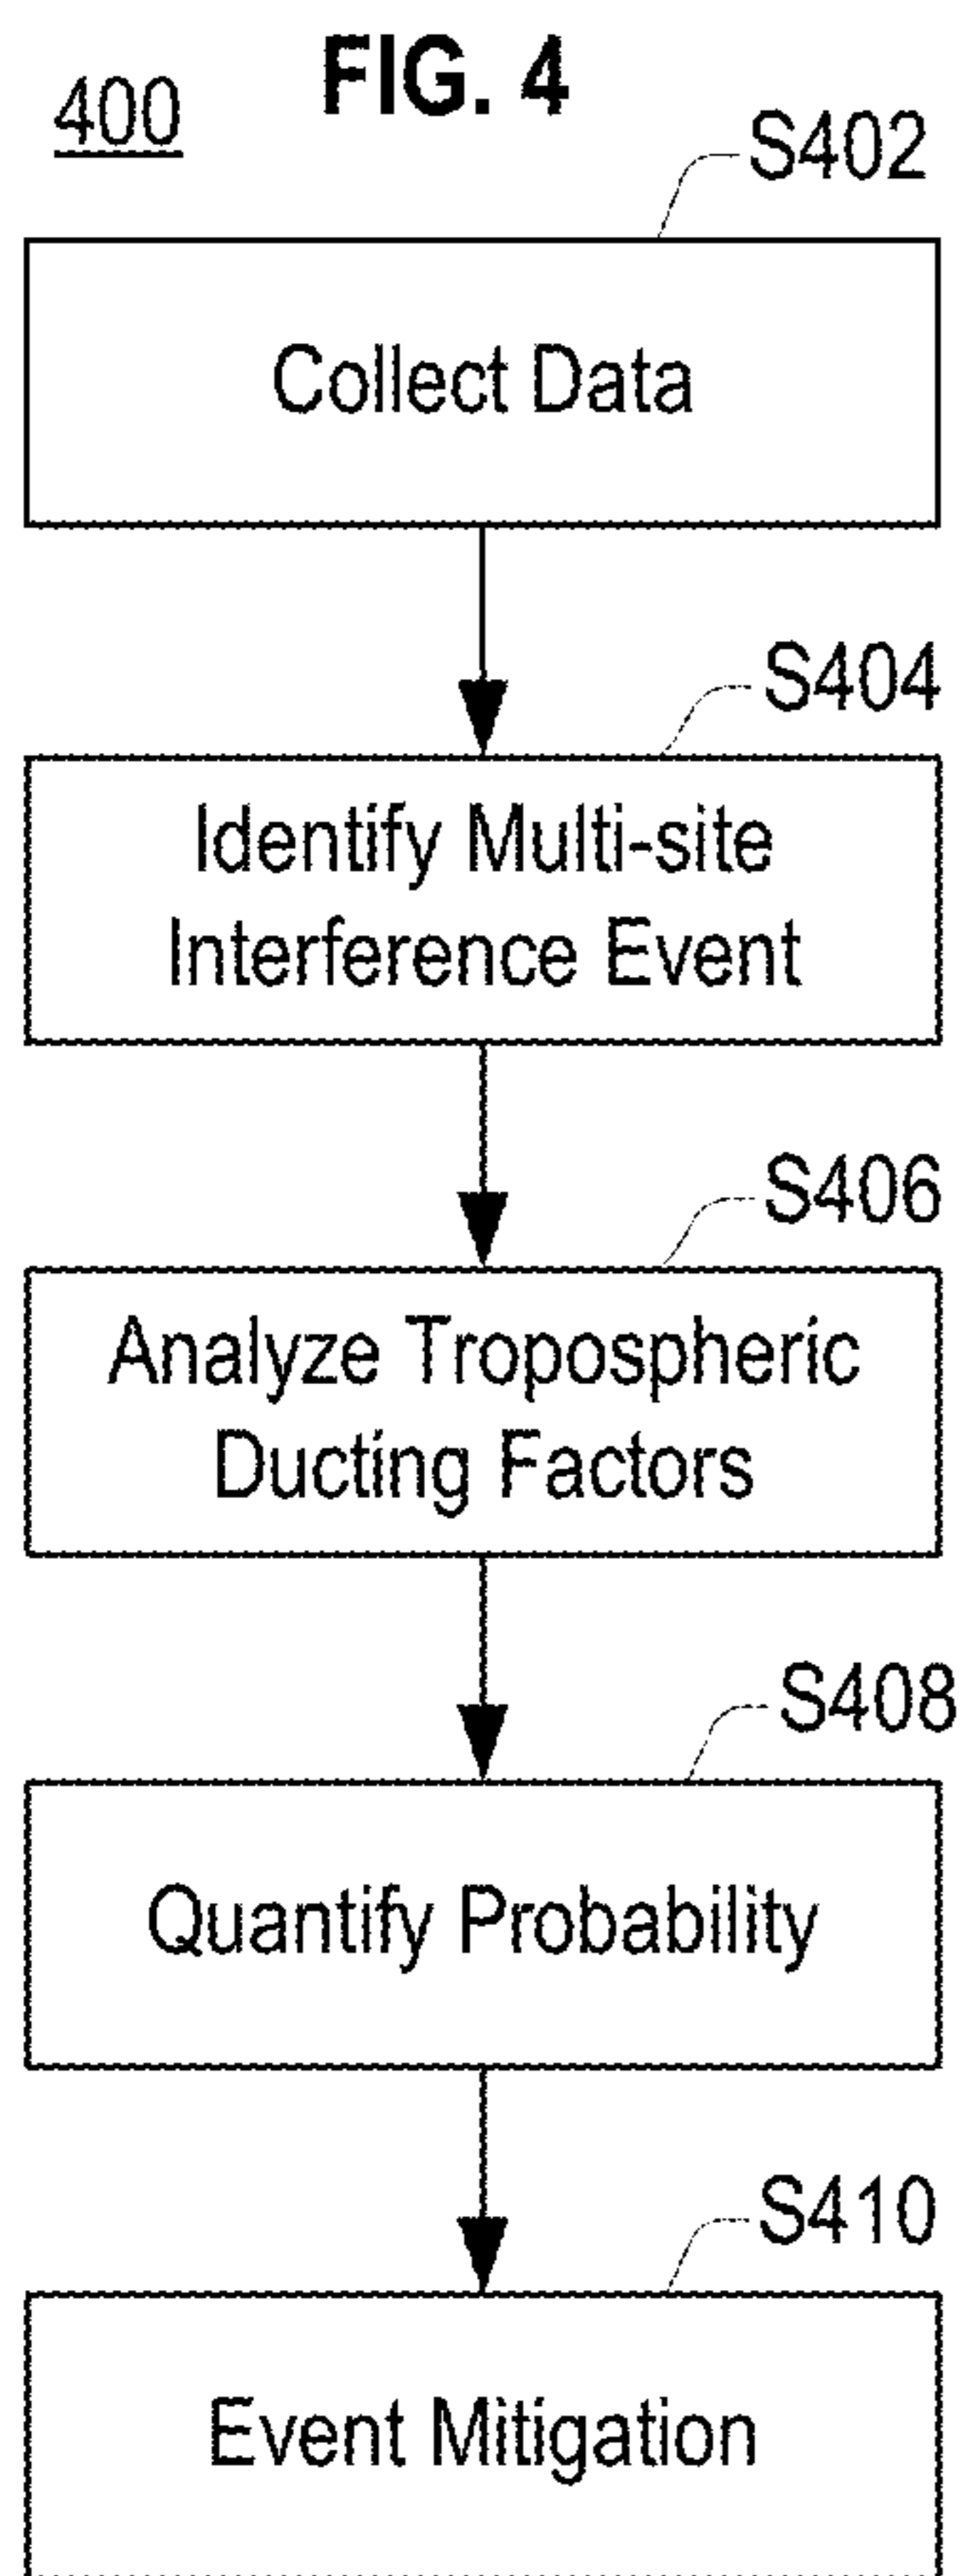 FIG. 4
400
S402
Collect Data
S404
Identify Multi-site
Interference Event
S406
Analyze Tropospheric
Ducting Factors
S408
Quantify Probability
S410
Event Mitigation